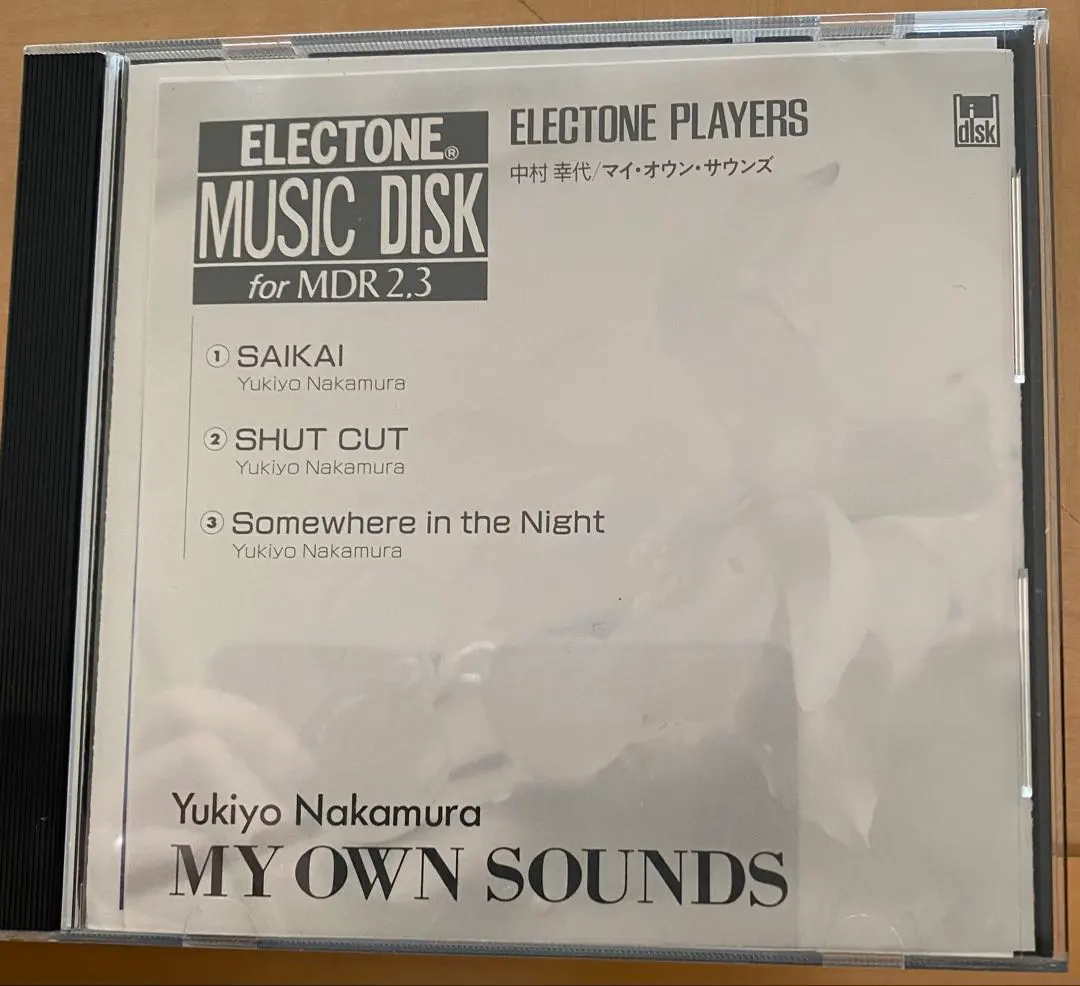 ELECTONE®
MUSIC DISK
for MDR 2,3
ELECTONE PLAYERS
中村 幸代/マイ・オウン・サウンズ
i
disk
① SAIKAI
Yukiyo Nakamura
② SHUT CUT
Yukiyo Nakamura
③ Somewhere in the Night
Yukiyo Nakamura
Yukiyo Nakamura
MY OWN SOUNDS